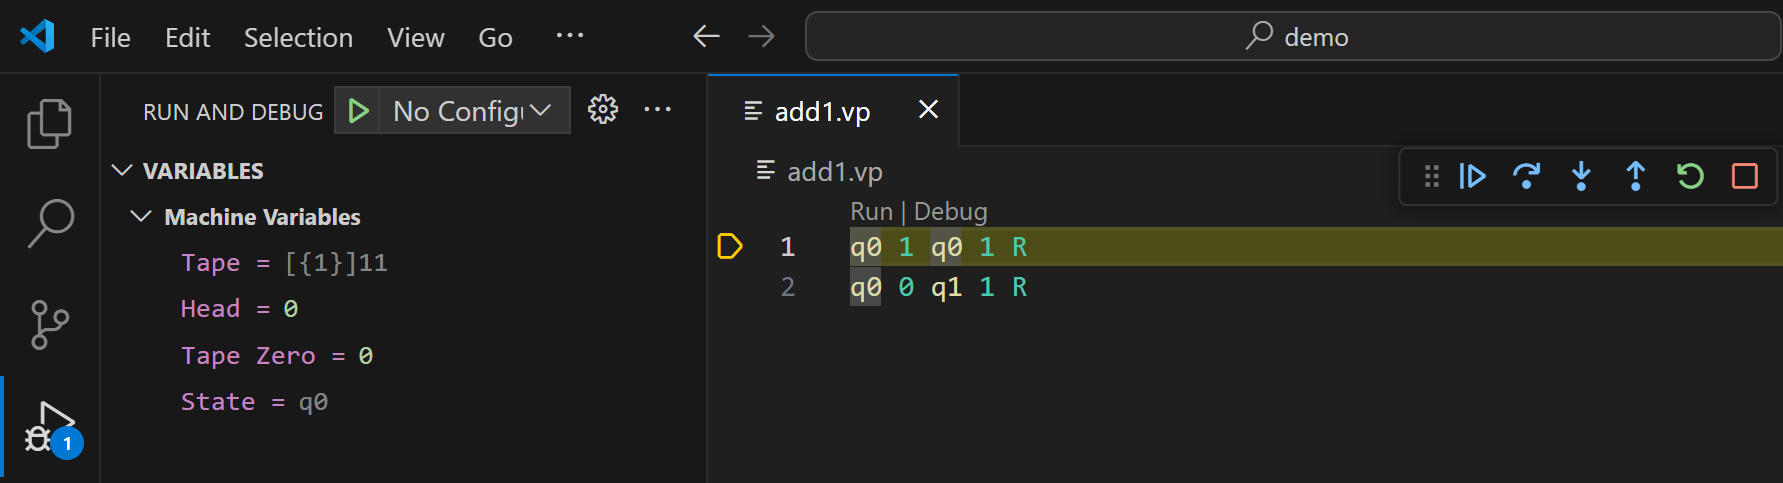 File Edit Selection View Go ··· demo
RUN AND DEBUG No Config ···
VARIABLES
Machine Variables
Tape = [{1}]11
Head = 0
Tape Zero = 0
State = q0
1
add1.vp
add1.vp
Run | Debug
1 q0 1 q0 1 R
2 q0 0 q1 1 R